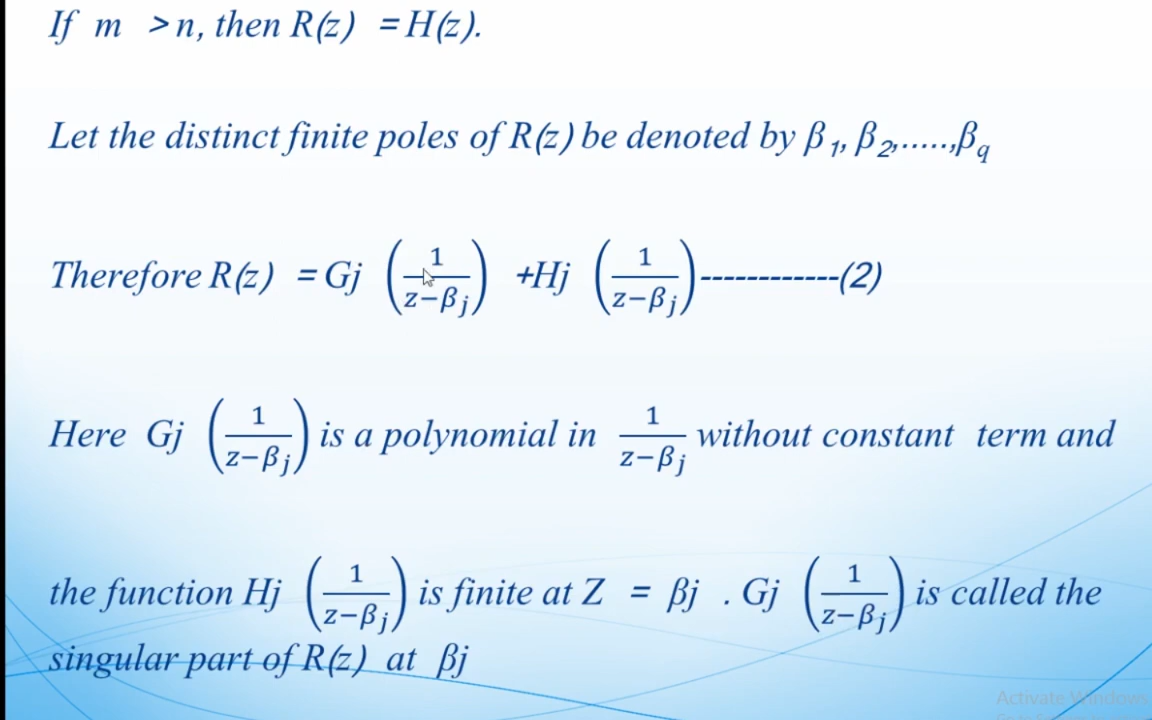 If m > n, then R(z) = H(z).
Let the distinct finite poles of R(z) be denoted by β₁, β₂,.....,βq
Therefore R(z) = Gj (1/(z−βj)) +Hj (1/(z−βj))------------(2)
Here Gj (1/(z−βj)) is a polynomial in 1/(z−βj) without constant term and
the function Hj (1/(z−βj)) is finite at Z = βj . Gj (1/(z−βj)) is called the
singular part of R(z) at βj
Activate Windows